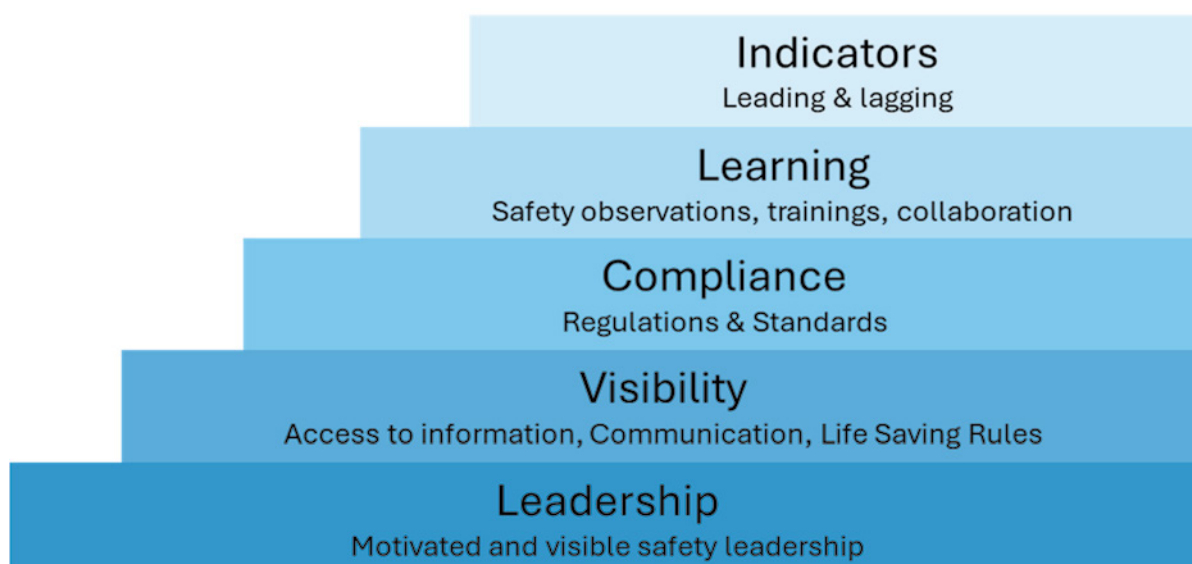 Indicators
Leading & lagging
Learning
Safety observations, trainings, collaboration
Compliance
Regulations & Standards
Visibility
Access to information, Communication, Life Saving Rules
Leadership
Motivated and visible safety leadership